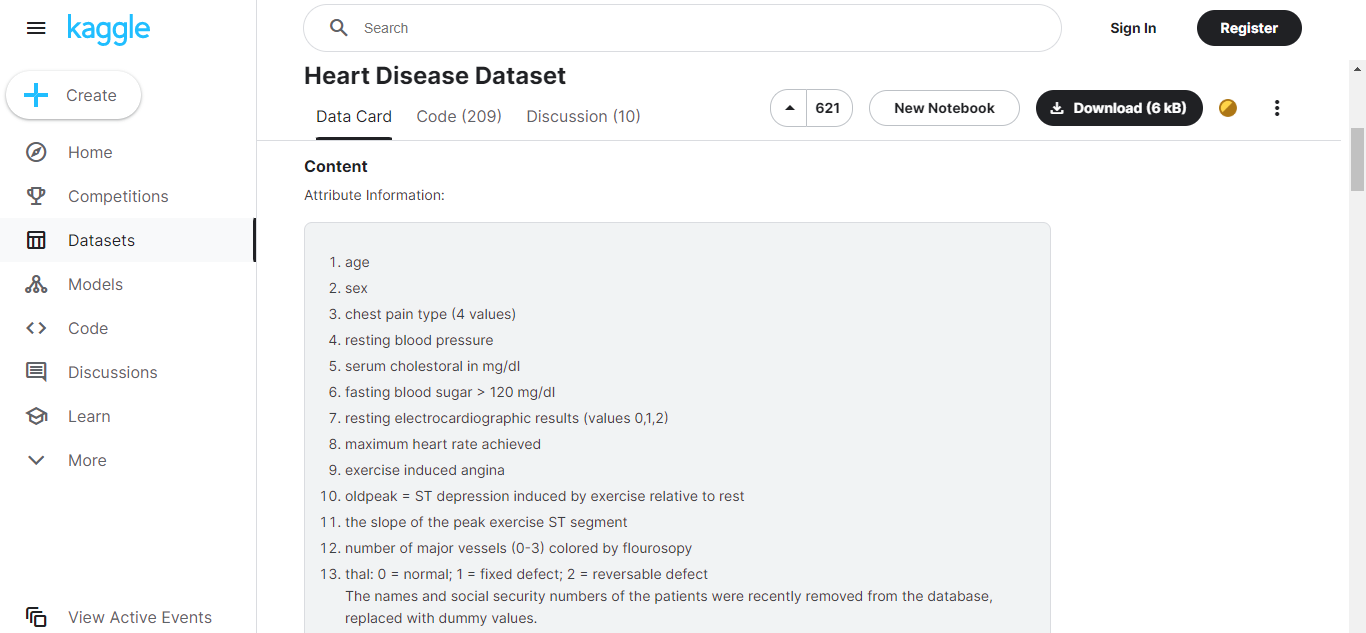 kaggle
Search
Sign In
Register
Create
Home
Competitions
Datasets
Models
Code
Discussions
Learn
More
View Active Events
Heart Disease Dataset
Data Card Code (209) Discussion (10)
621
New Notebook
Download (6 kB)
Content
Attribute Information:
1. age
2. sex
3. chest pain type (4 values)
4. resting blood pressure
5. serum cholestoral in mg/dl
6. fasting blood sugar > 120 mg/dl
7. resting electrocardiographic results (values 0,1,2)
8. maximum heart rate achieved
9. exercise induced angina
10. oldpeak = ST depression induced by exercise relative to rest
11. the slope of the peak exercise ST segment
12. number of major vessels (0-3) colored by flourosopy
13. thal: 0 = normal; 1 = fixed defect; 2 = reversable defect
The names and social security numbers of the patients were recently removed from the database,
replaced with dummy values.